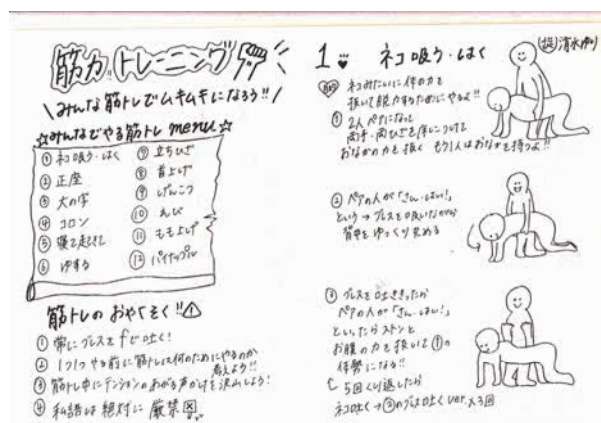 筋力トレーニング
\みんな筋トレでムキムキになろう!!/
☆みんなでやる筋トレmenu☆
① ネコ吸う・はく
② 正座
③ 大の字
④ コロン
⑤ 寝て起きて
⑥ ゆする
⑦ 立ちひざ
⑧ 首上げ
⑨ げんこつ
⑩ えび
⑪ ももよげ
⑫ パイナップル
筋トレのおやくそく!!
① 常にブレスをfで吐く!
② 1つ1つやる前に筋トレは何のためにやるのか
考えよう!!
③ 筋トレ中にテンションのあがる声かけを沢山しよう!
④ 私語は絶対に厳禁
1 ネコ吸う・はく
清水
ネコみたいに体の力を
抜いて脱力するためにやるよ!!
① 2人ペアになって
両手・両ひざを床につけて
おなかの力を抜く もう1人はおなかを持つよ!!
② ペアの人が「さん、はい!」
という→ブレスを吸いながら
背中をゆっくり丸める
③ ブレスを吐ききったら
ペアの人が「さん、はい!」
といったらストンと
お腹の力を抜いて①の
体勢になる!!
5回くり返したら
ネコ吐く→②のブレス吐くver.×3回